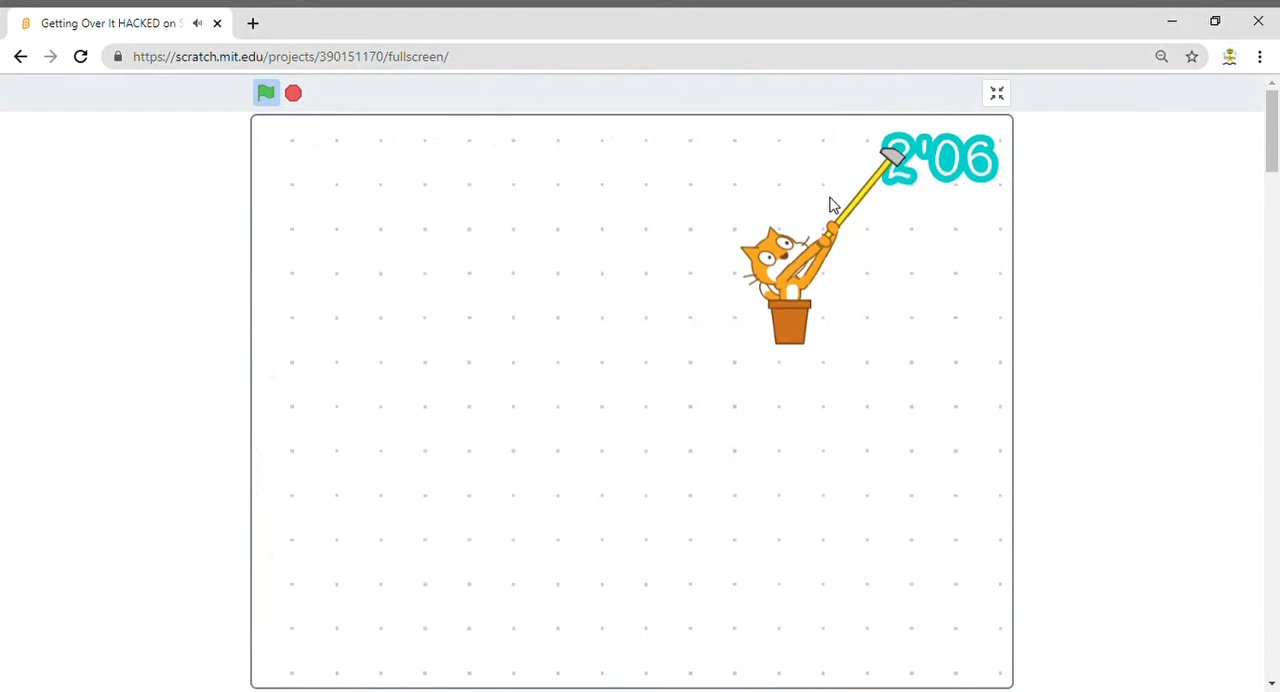 Getting Over It HACKED on S
https://scratch.mit.edu/projects/390151170/fullscreen/
2'06